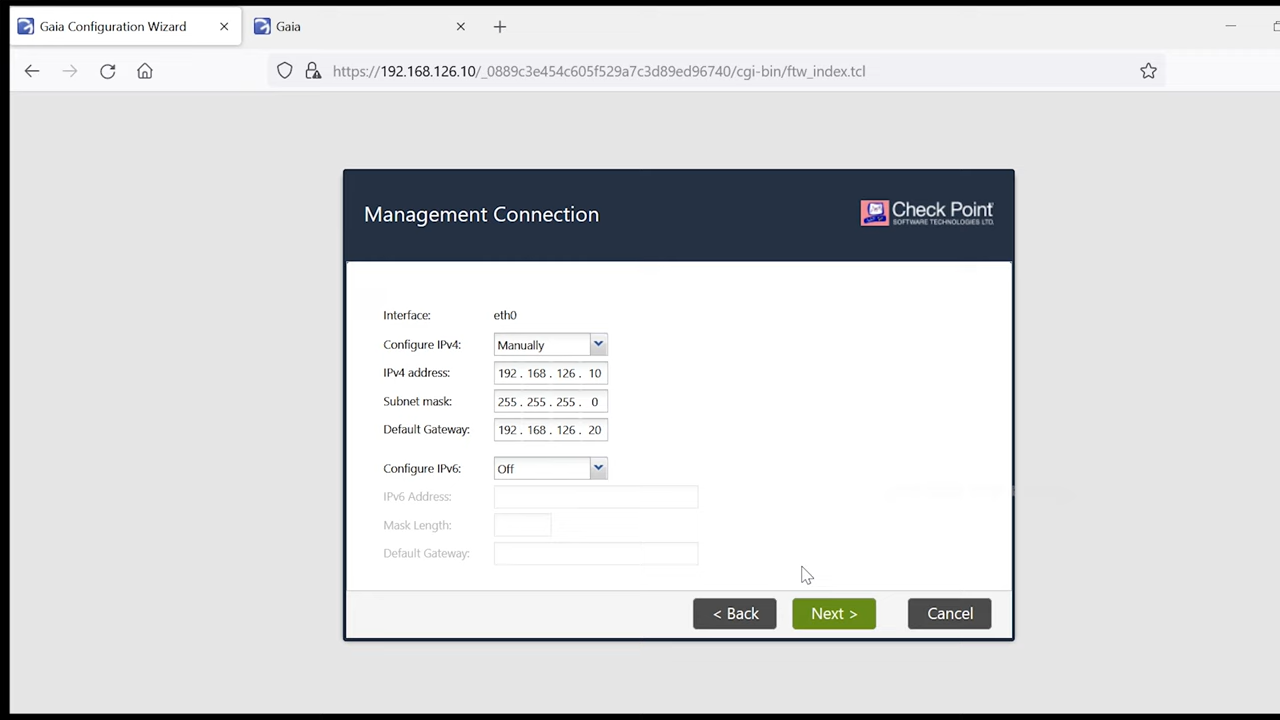 Gaia Configuration Wizard
Gaia
https://192.168.126.10/_0889c3e454c605f529a7c3d89ed96740/cgi-bin/ftw_index.tcl
Management Connection
Check Point
SOFTWARE TECHNOLOGIES LTD.
Interface: eth0
Configure IPv4: Manually
IPv4 address: 192 . 168 . 126 . 10
Subnet mask: 255 . 255 . 255 . 0
Default Gateway: 192 . 168 . 126 . 20
Configure IPv6: Off
IPv6 Address:
Mask Length:
Default Gateway:
< Back Next > Cancel